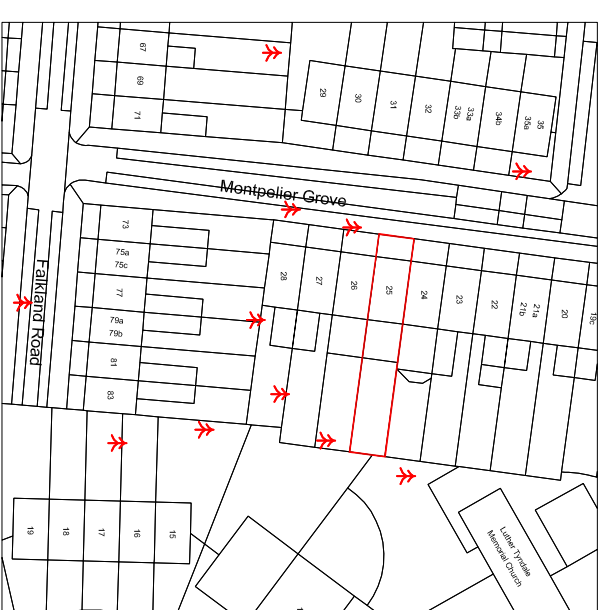 67
69
71
29
30
31
32
33b
33a
34b
35a
35
Montpelier Grove
73
75a
75c
77
79a
79b
81
83
Falkland Road
28
27
26
25
24
23
22
21b
21a
20
19c
19
18
17
16
15
Luther Tyndale
Memorial Church